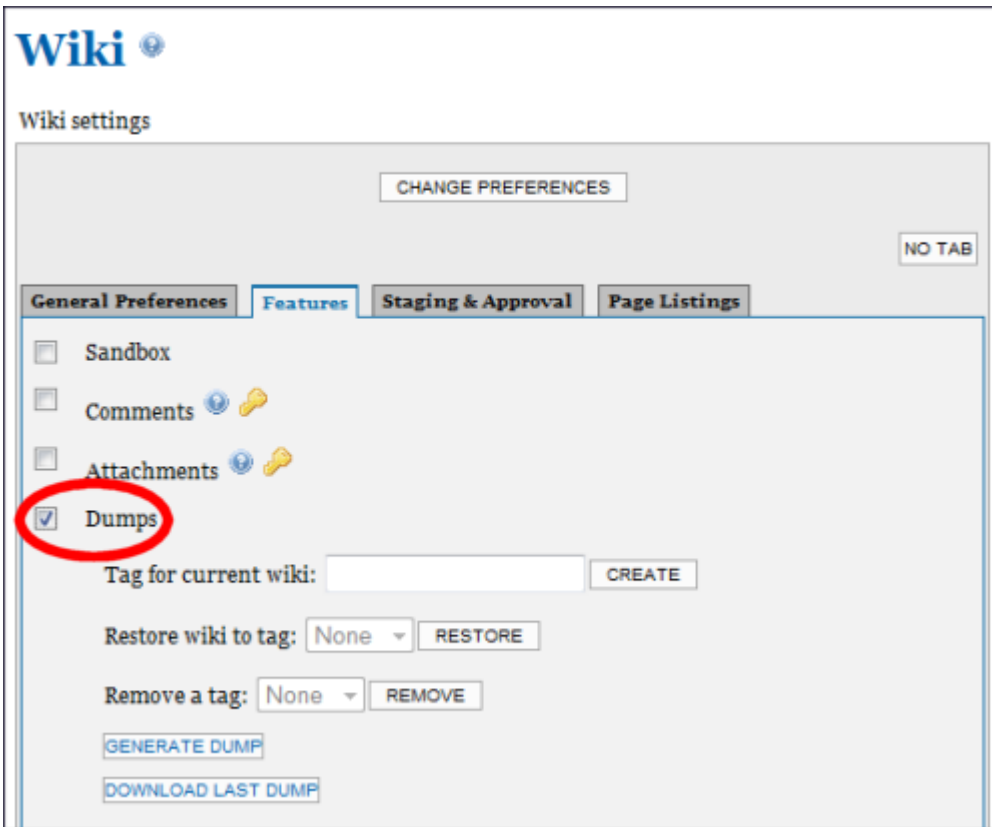 Wiki
Wiki settings
CHANGE PREFERENCES
NO TAB
General Preferences Features Staging & Approval Page Listings
Sandbox
Comments
Attachments
Dumps
Tag for current wiki: CREATE
Restore wiki to tag: None RESTORE
Remove a tag: None REMOVE
GENERATE DUMP
DOWNLOAD LAST DUMP